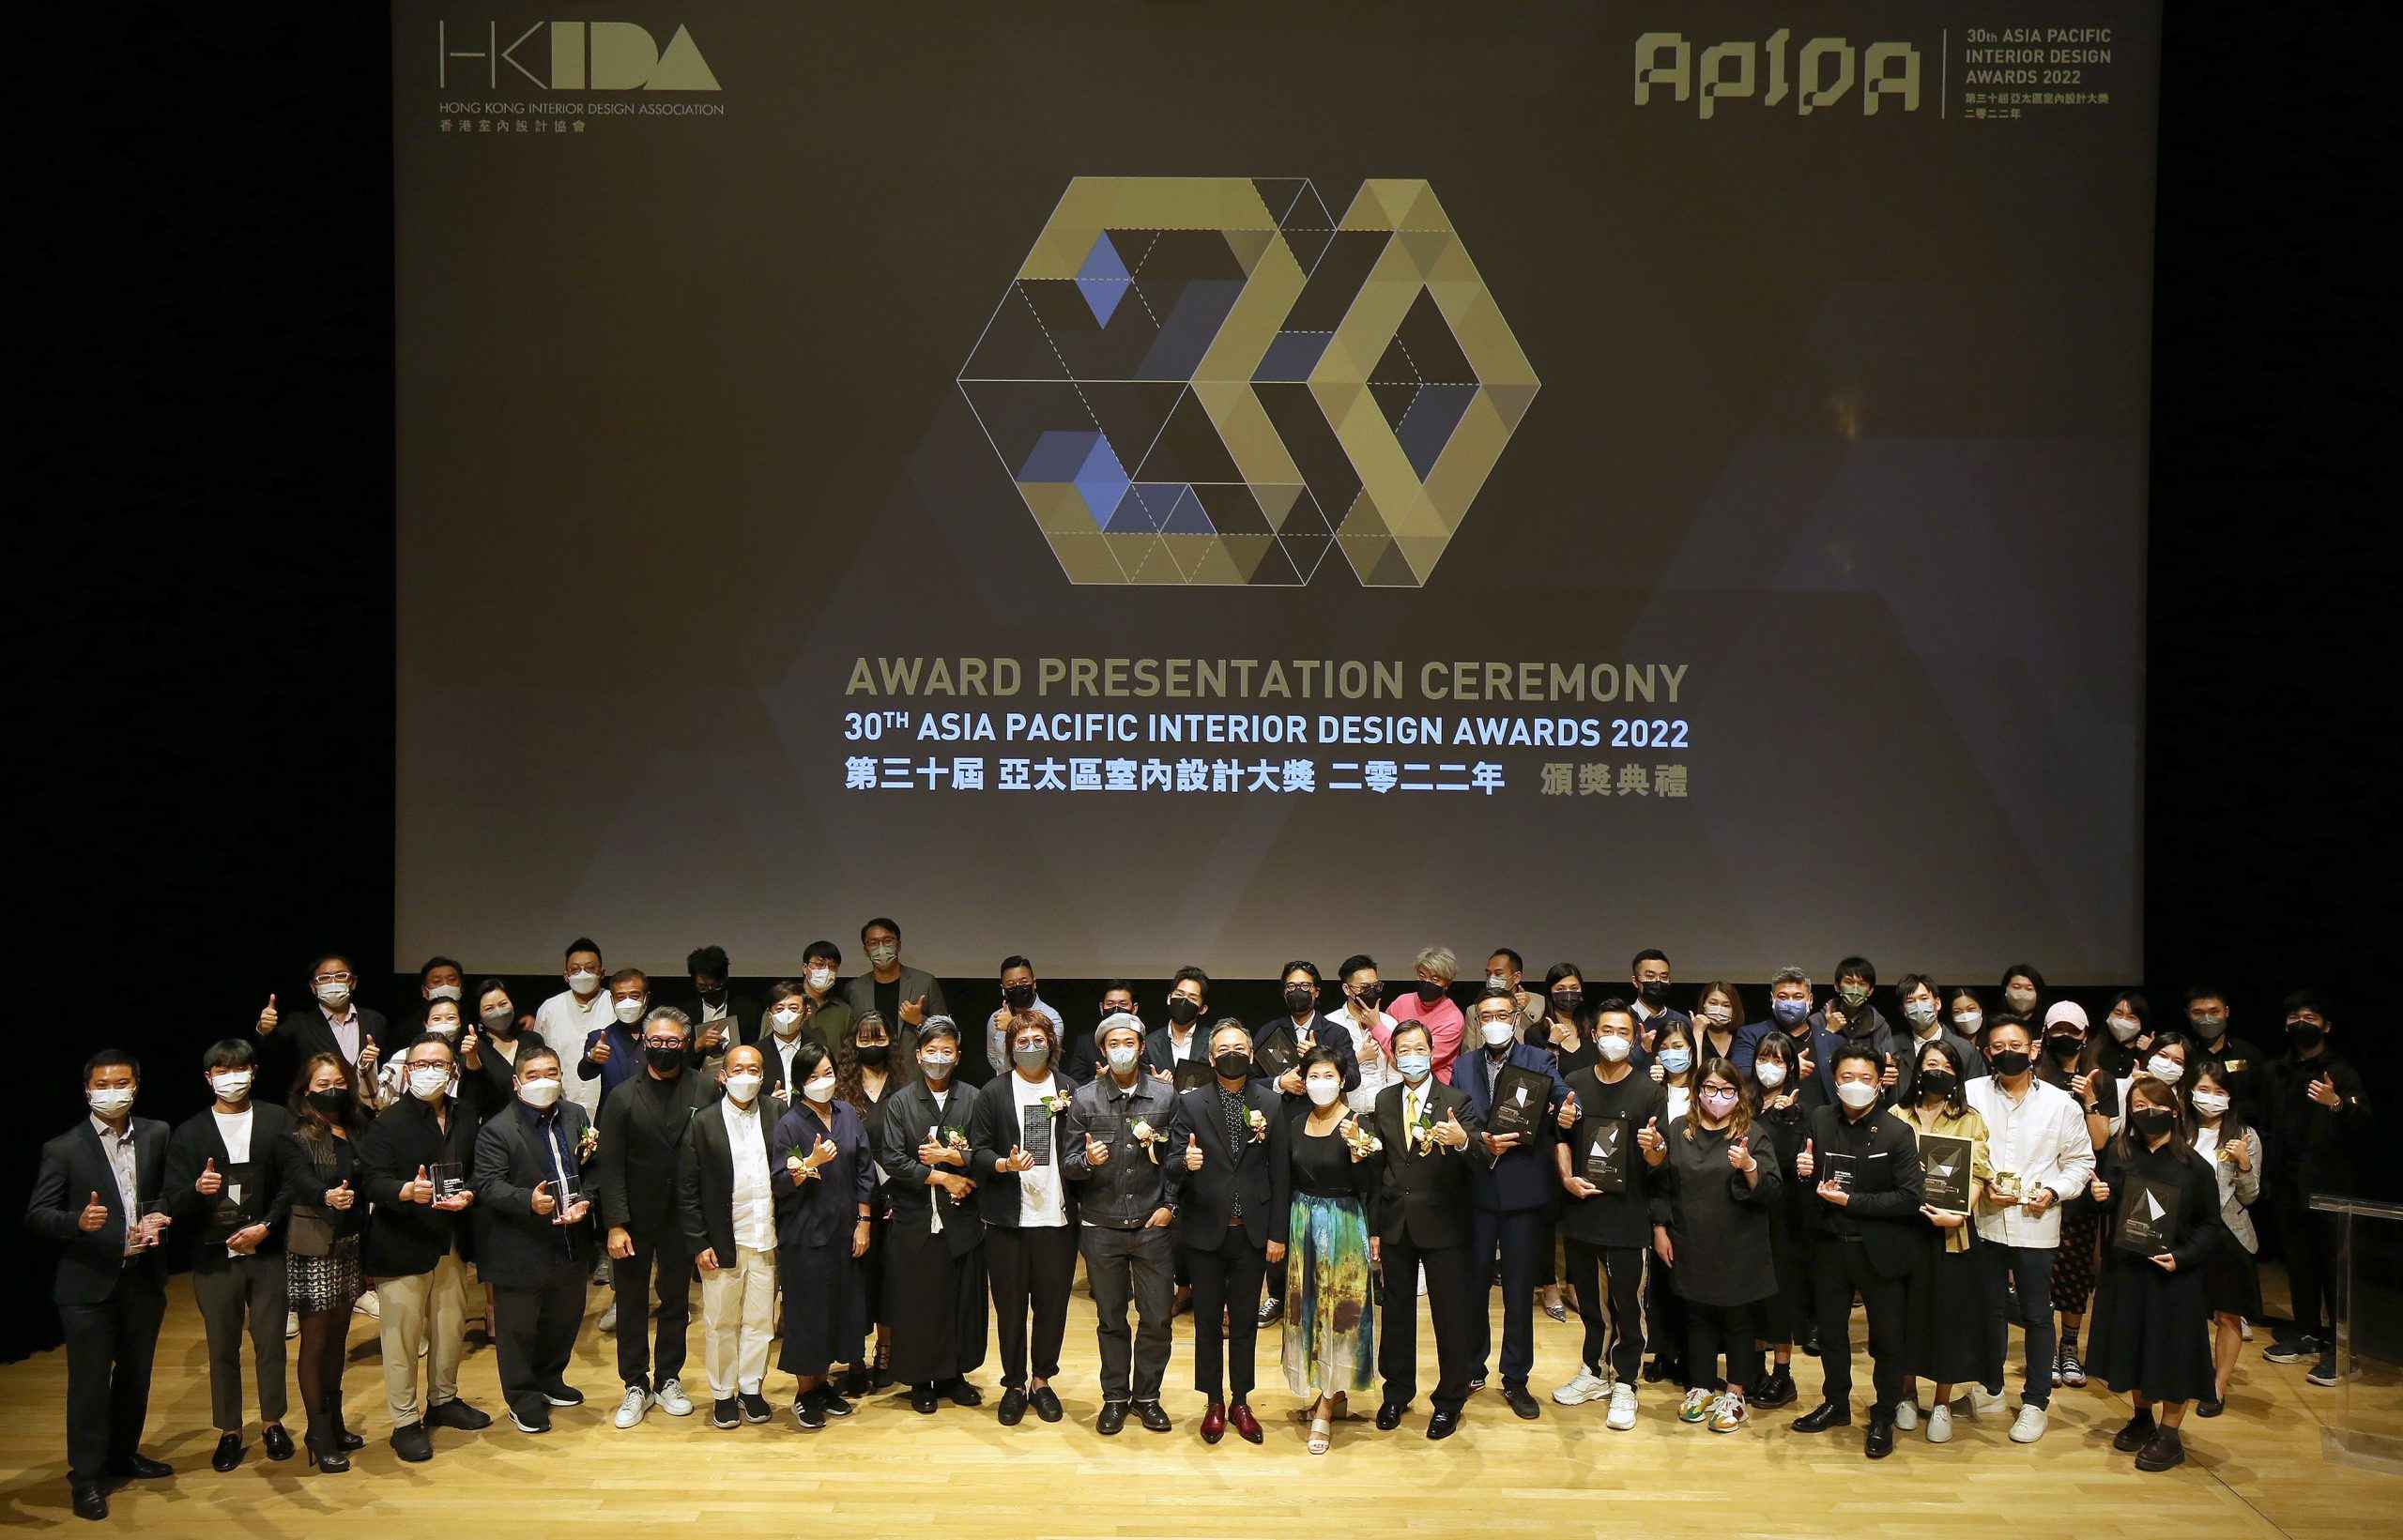 HKIDA
HONG KONG INTERIOR DESIGN ASSOCIATION
香港室內設計協會
APIDA
30th ASIA PACIFIC
INTERIOR DESIGN
AWARDS 2022
第三十屆亞太區室內設計大獎
二零二二年
30
AWARD PRESENTATION CEREMONY
30TH ASIA PACIFIC INTERIOR DESIGN AWARDS 2022
第三十屆 亞太區室內設計大獎 二零二二年 頒獎典禮